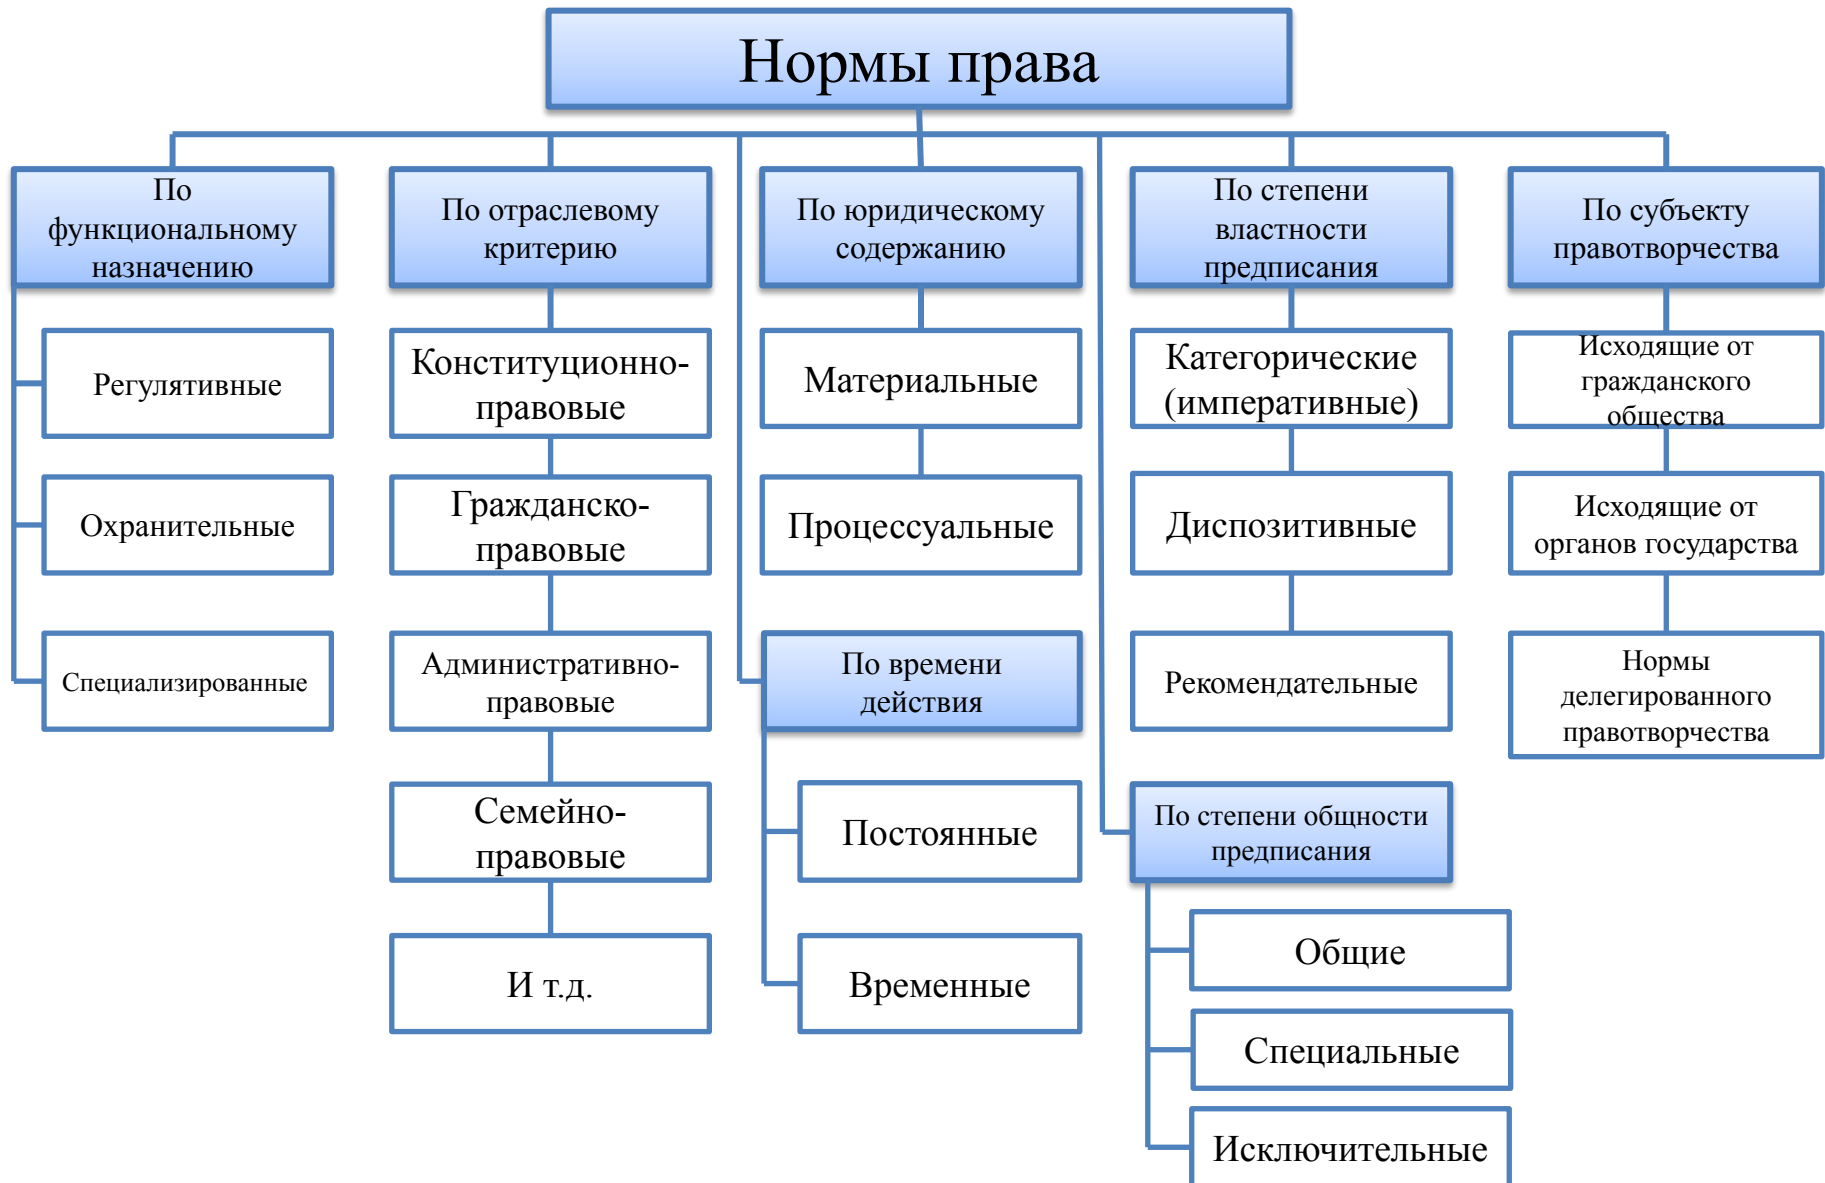 Нормы права
По
функциональному
назначению
Регулятивные
Охранительные
Специализированные
По отраслевому
критерию
Конституционно-
правовые
Гражданско-
правовые
Административно-
правовые
Семейно-
правовые
И т.д.
По юридическому
содержанию
Материальные
Процессуальные
По времени
действия
Постоянные
Временные
По степени
властности
предписания
Категорические
(императивные)
Диспозитивные
Рекомендательные
По степени общности
предписания
Общие
Специальные
Исключительные
По субъекту
правотворчества
Исходящие от
гражданского
общества
Исходящие от
органов государства
Нормы
делегированного
правотворчества